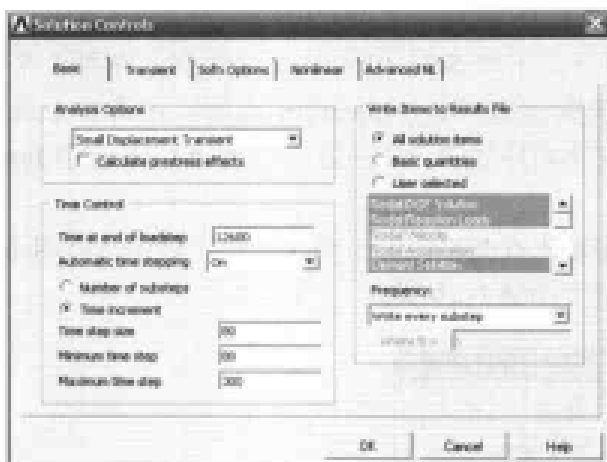 Solution Controls
Basic
Transient
Sol'n Options
Nonlinear
Advanced NL
Analysis Options
Small Displacement Transient
Calculate prestress effects
Time Control
Time at end of loadstep
Automatic time stepping On
Number of substeps
Time increment
Time step size
Minimum time step
Maximum time step
Write Items to Results File
All solution items
Basic quantities
User selected
Nodal DOF Solution
Nodal Reaction Loads
Nodal Velocity
Nodal Acceleration
Element Solution
Frequency:
Write every substep
where N =
OK
Cancel
Help